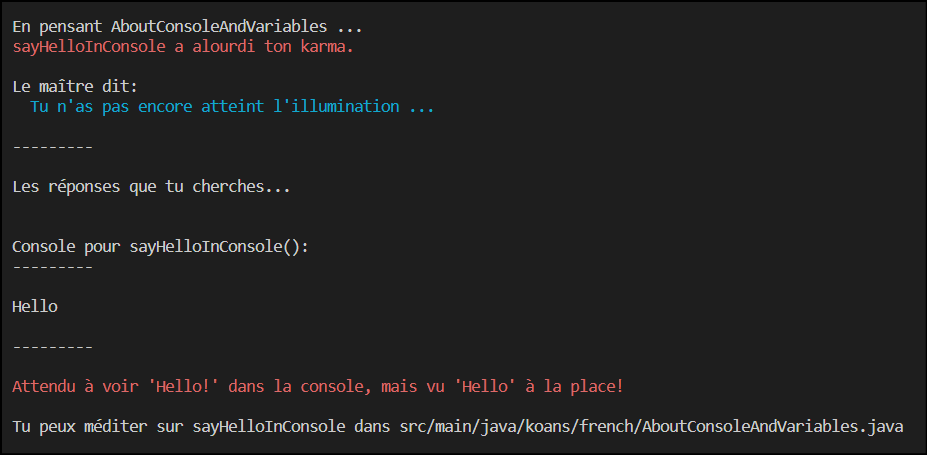 En pensant AboutConsoleAndVariables ...
sayHelloInConsole a alourdi ton karma.
Le maître dit:
Tu n'as pas encore atteint l'illumination ...
---------
Les réponses que tu cherches...
Console pour sayHelloInConsole():
---------
Hello
---------
Attendu à voir 'Hello!' dans la console, mais vu 'Hello' à la place!
Tu peux méditer sur sayHelloInConsole dans src/main/java/koans/french/AboutConsoleAndVariables.java